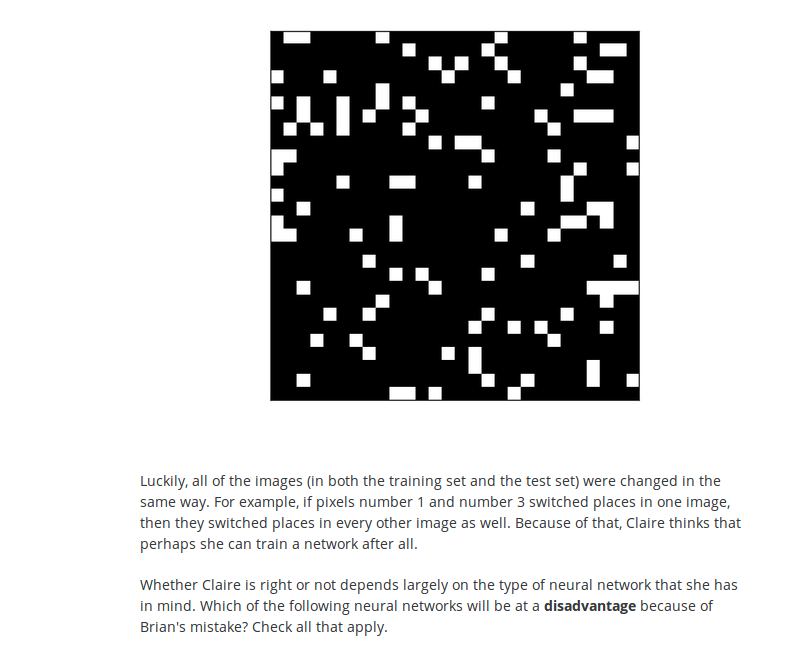 Luckily, all of the images (in both the training set and the test set) were changed in the
same way. For example, if pixels number 1 and number 3 switched places in one image,
then they switched places in every other image as well. Because of that, Claire thinks that
perhaps she can train a network after all.
Whether Claire is right or not depends largely on the type of neural network that she has
in mind. Which of the following neural networks will be at a disadvantage because of
Brian's mistake? Check all that apply.